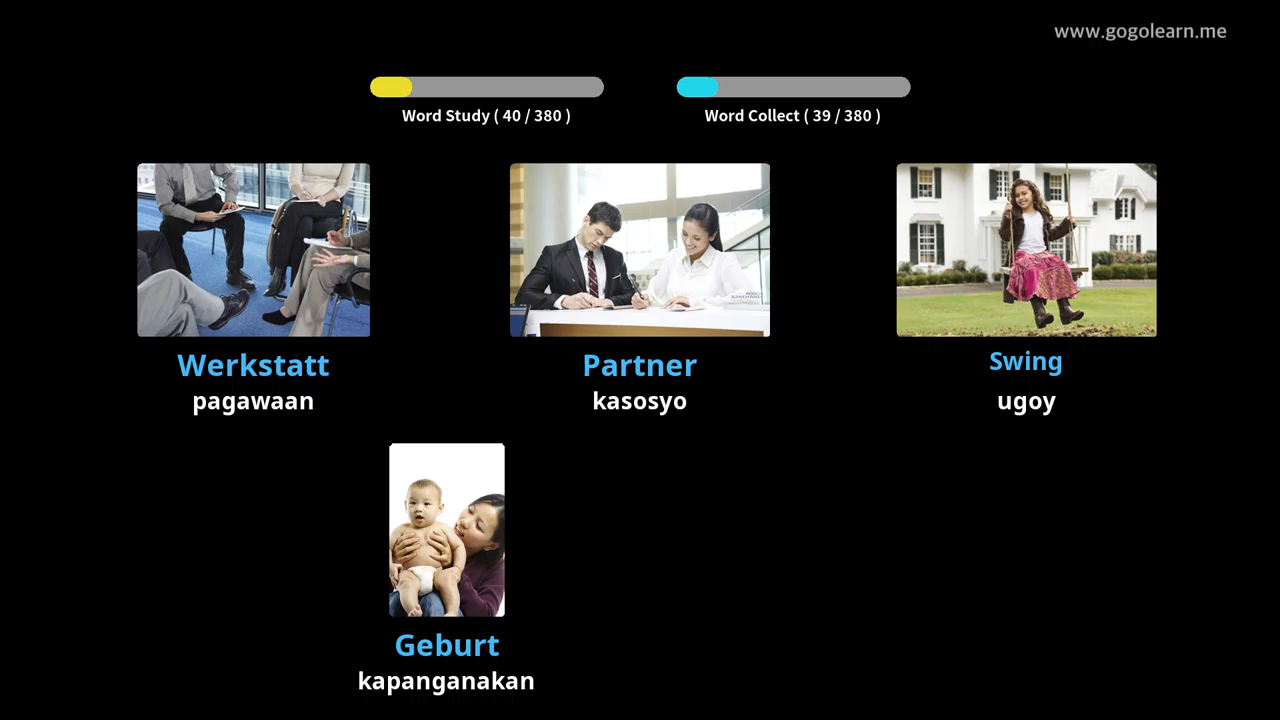 www.gogolearn.me
Word Study ( 40 / 380 )
Word Collect ( 39 / 380 )
Werkstatt
pagawaan
Partner
kasosyo
Swing
ugoy
Geburt
kapanganakan